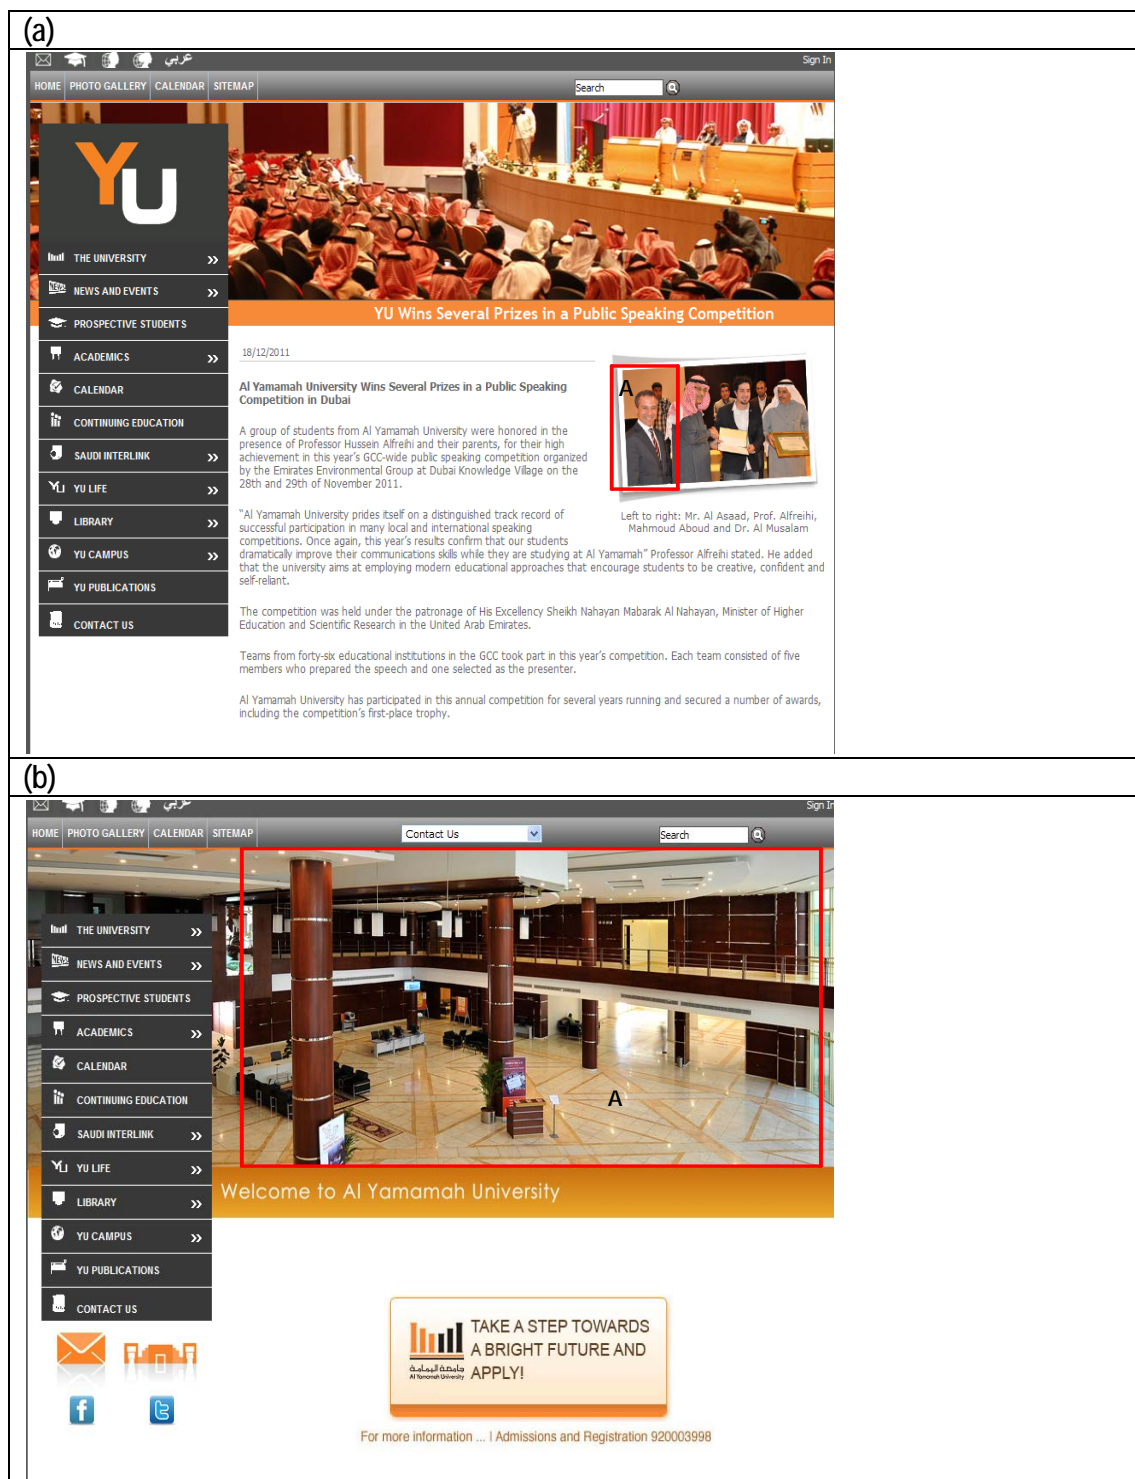 (a)
عربي
Sign In
HOME PHOTO GALLERY CALENDAR SITEMAP
Search
YU
THE UNIVERSITY »
NEWS AND EVENTS »
PROSPECTIVE STUDENTS
ACADEMICS »
CALENDAR
CONTINUING EDUCATION
SAUDI INTERLINK »
YU LIFE »
LIBRARY »
YU CAMPUS »
YU PUBLICATIONS
CONTACT US
YU Wins Several Prizes in a Public Speaking Competition
18/12/2011
Al Yamamah University Wins Several Prizes in a Public Speaking
Competition in Dubai
A group of students from Al Yamamah University were honored in the
presence of Professor Hussein Alfreihi and their parents, for their high
achievement in this year's GCC-wide public speaking competition organized
by the Emirates Environmental Group at Dubai Knowledge Village on the
28th and 29th of November 2011.
A
Left to right: Mr. Al Asaad, Prof. Alfreihi,
Mahmoud Aboud and Dr. Al Musalam
"Al Yamamah University prides itself on a distinguished track record of
successful participation in many local and international speaking
competitions. Once again, this year's results confirm that our students
dramatically improve their communications skills while they are studying at Al Yamamah" Professor Alfreihi stated. He added
that the university aims at employing modern educational approaches that encourage students to be creative, confident and
self-reliant.
The competition was held under the patronage of His Excellency Sheikh Nahayan Mabarak Al Nahayan, Minister of Higher
Education and Scientific Research in the United Arab Emirates.
Teams from forty-six educational institutions in the GCC took part in this year's competition. Each team consisted of five
members who prepared the speech and one selected as the presenter.
Al Yamamah University has participated in this annual competition for several years running and secured a number of awards,
including the competition's first-place trophy.
(b)
عربي
Sign In
HOME PHOTO GALLERY CALENDAR SITEMAP
Contact Us
Search
THE UNIVERSITY »
NEWS AND EVENTS »
PROSPECTIVE STUDENTS
ACADEMICS »
CALENDAR
CONTINUING EDUCATION
SAUDI INTERLINK »
YU LIFE »
LIBRARY »
YU CAMPUS »
YU PUBLICATIONS
CONTACT US
A
Welcome to Al Yamamah University
TAKE A STEP TOWARDS
A BRIGHT FUTURE AND
APPLY!
جامعة اليمامة
Al Yamamah University
For more information ... | Admissions and Registration 920003998